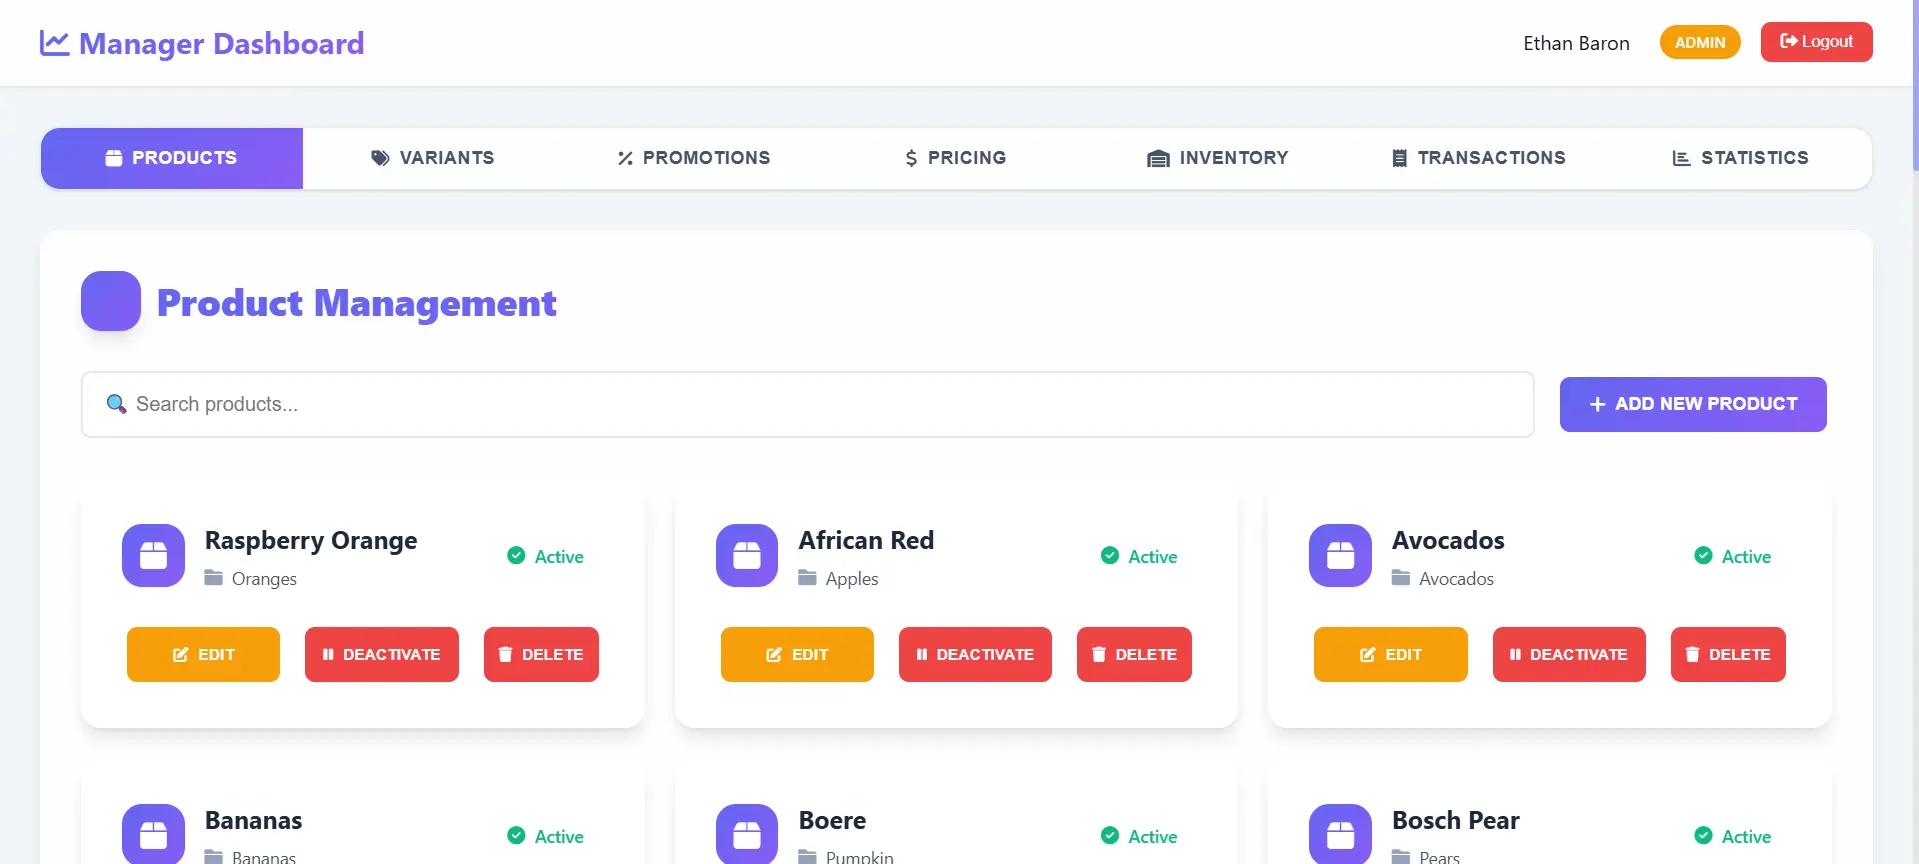 Manager Dashboard
Ethan Baron
ADMIN
Logout
PRODUCTS
VARIANTS
PROMOTIONS
PRICING
INVENTORY
TRANSACTIONS
STATISTICS
Product Management
Search products...
ADD NEW PRODUCT
Raspberry Orange
Oranges
Active
EDIT
DEACTIVATE
DELETE
African Red
Apples
Active
EDIT
DEACTIVATE
DELETE
Avocados
Avocados
Active
EDIT
DEACTIVATE
DELETE
Bananas
Bananas
Active
Boere
Pumpkin
Active
Bosch Pear
Pears
Active